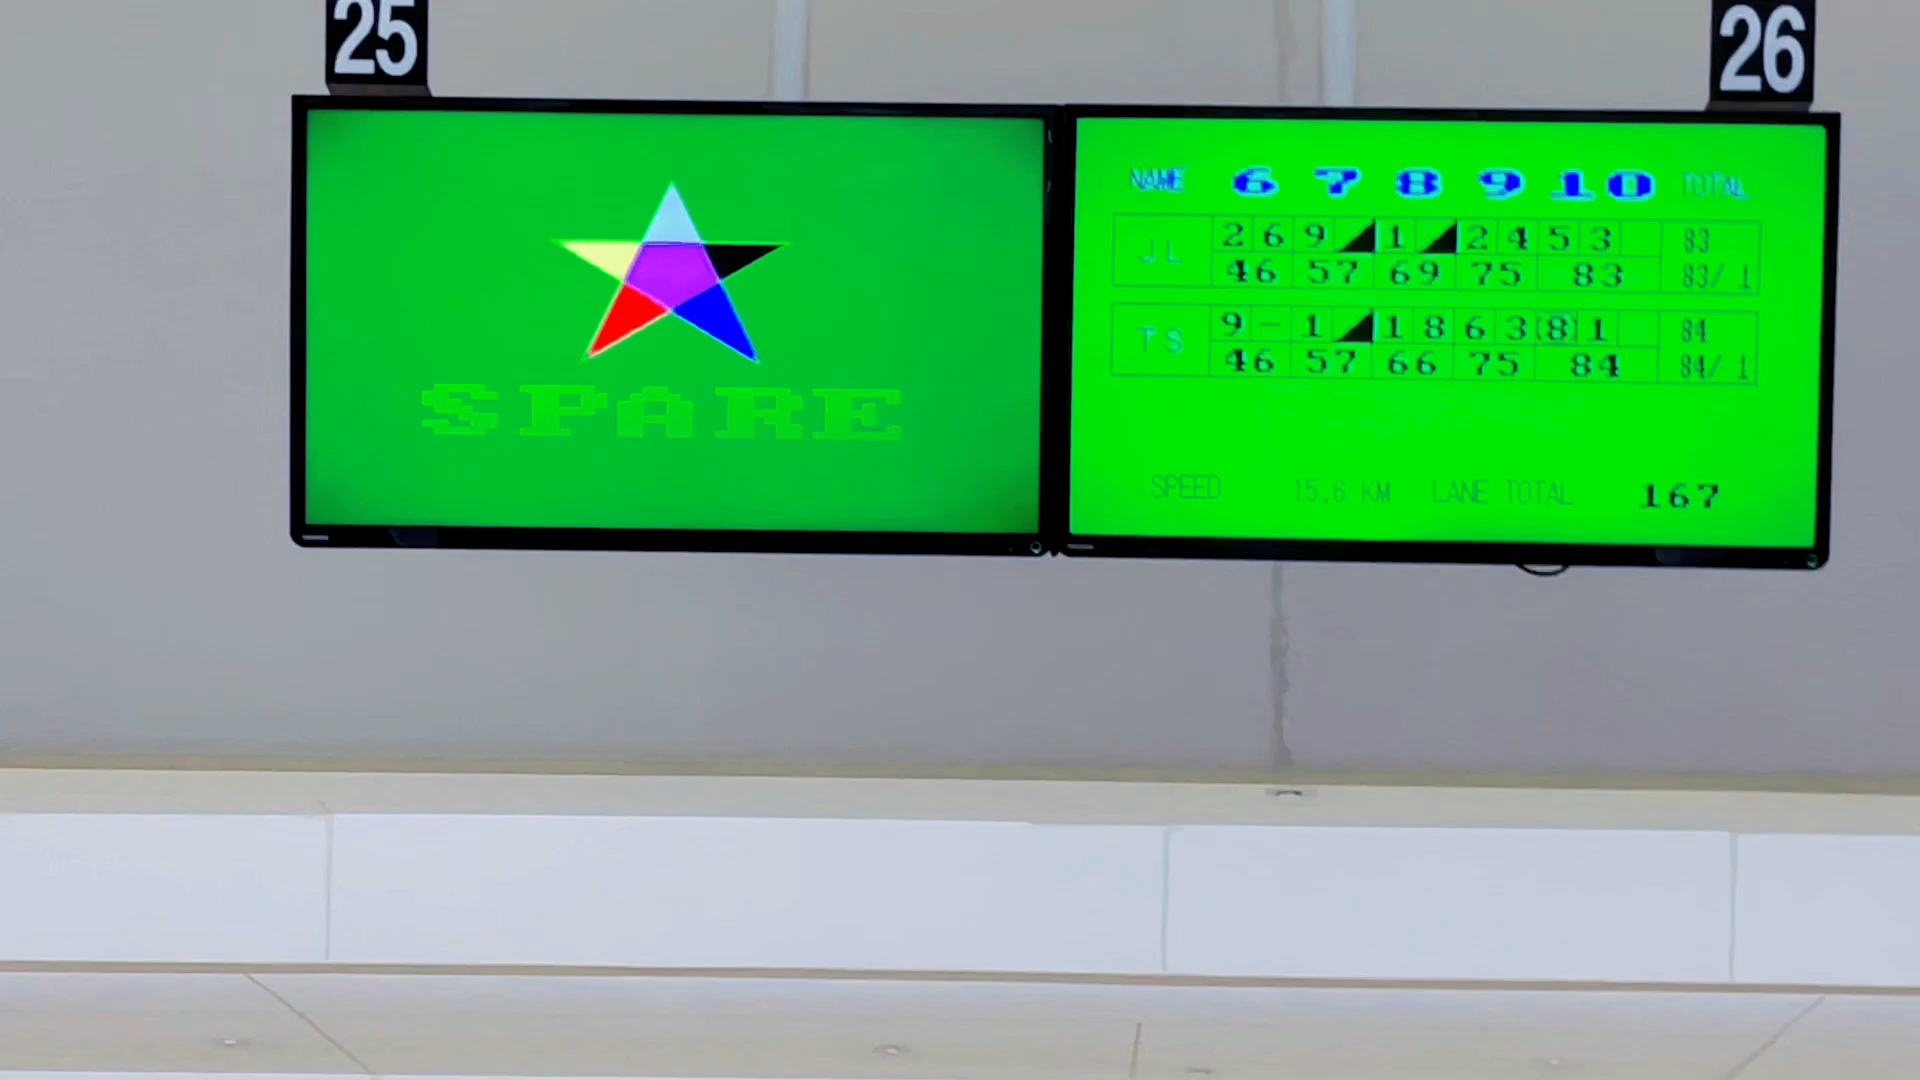 25
26
SPARE
NAME 6 7 8 9 10 TOTAL
JL 2 6 9 1 2 4 5 3 83
46 57 69 75 83 83/ 1
TS 9 - 1 1 8 6 3 (8) 1 84
46 57 66 75 84 84/ 1
SPEED 15.6 KM LANE TOTAL 167